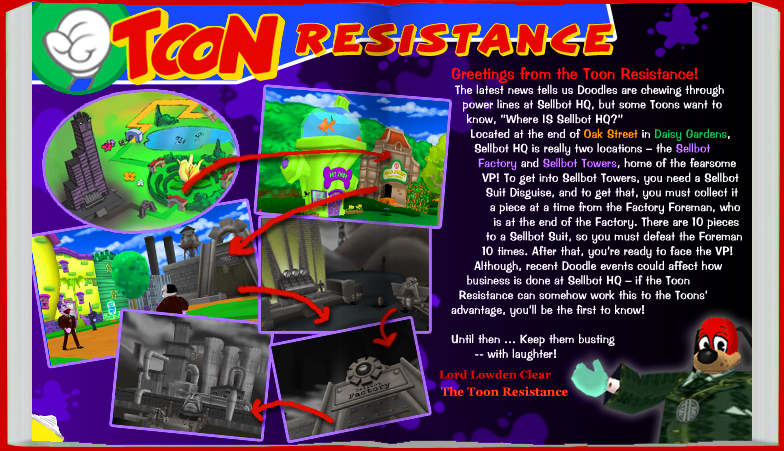 TOON RESISTANCE
Greetings from the Toon Resistance!
The latest news tells us Doodles are chewing through
power lines at Sellbot HQ, but some Toons want to
know, "Where IS Sellbot HQ?"
Located at the end of Oak Street in Daisy Gardens,
Sellbot HQ is really two locations – the Sellbot
Factory and Sellbot Towers, home of the fearsome
VP! To get into Sellbot Towers, you need a Sellbot
Suit Disguise, and to get that, you must collect it
a piece at a time from the Factory Foreman, who
is at the end of the Factory. There are 10 pieces
to a Sellbot Suit, so you must defeat the Foreman
10 times. After that, you're ready to face the VP!
Although, recent Doodle events could affect how
business is done at Sellbot HQ – if the Toon
Resistance can somehow work this to the Toons'
advantage, you'll be the first to know!
Until then ... Keep them busting
-- with laughter!
Lord Lowden Clear
The Toon Resistance
PET SHOP
Sellbot
Factory